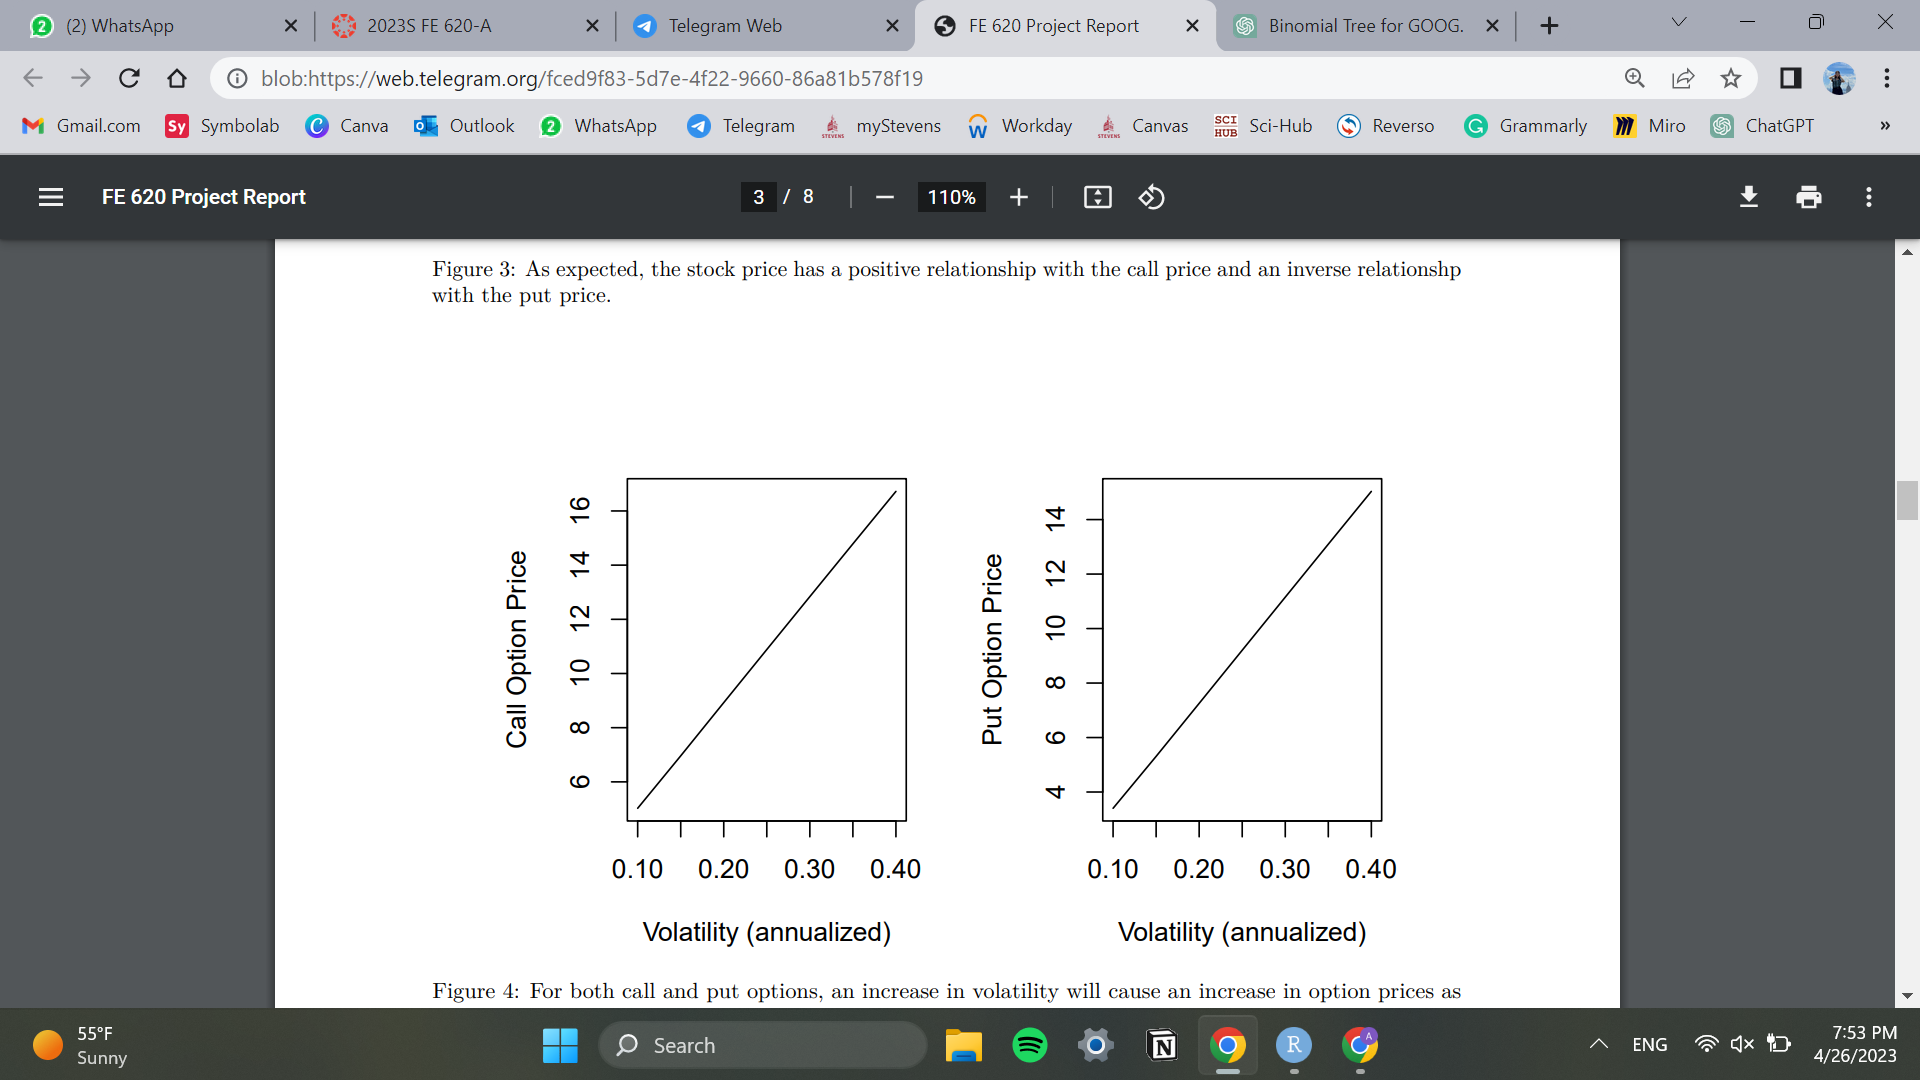 (2) WhatsApp
2023S FE 620-A
Telegram Web
FE 620 Project Report
Binomial Tree for GOOG.
blob:https://web.telegram.org/fced9f83-5d7e-4f22-9660-86a81b578f19
Gmail.com
Sy Symbolab
Canva
Outlook
2 WhatsApp
Telegram
STEVENS myStevens
Workday
STEVENS Canvas
SCI HUB Sci-Hub
Reverso
Grammarly
Miro
ChatGPT
»
FE 620 Project Report
3 / 8
110%
Figure 3: As expected, the stock price has a positive relationship with the call price and an inverse relationshp
with the put price.
Call Option Price
16
14
12
10
8
6
0.10 0.20 0.30 0.40
Volatility (annualized)
Put Option Price
14
12
10
8
6
4
0.10 0.20 0.30 0.40
Volatility (annualized)
Figure 4: For both call and put options, an increase in volatility will cause an increase in option prices as
55°F
Sunny
Search
ENG
7:53 PM
4/26/2023